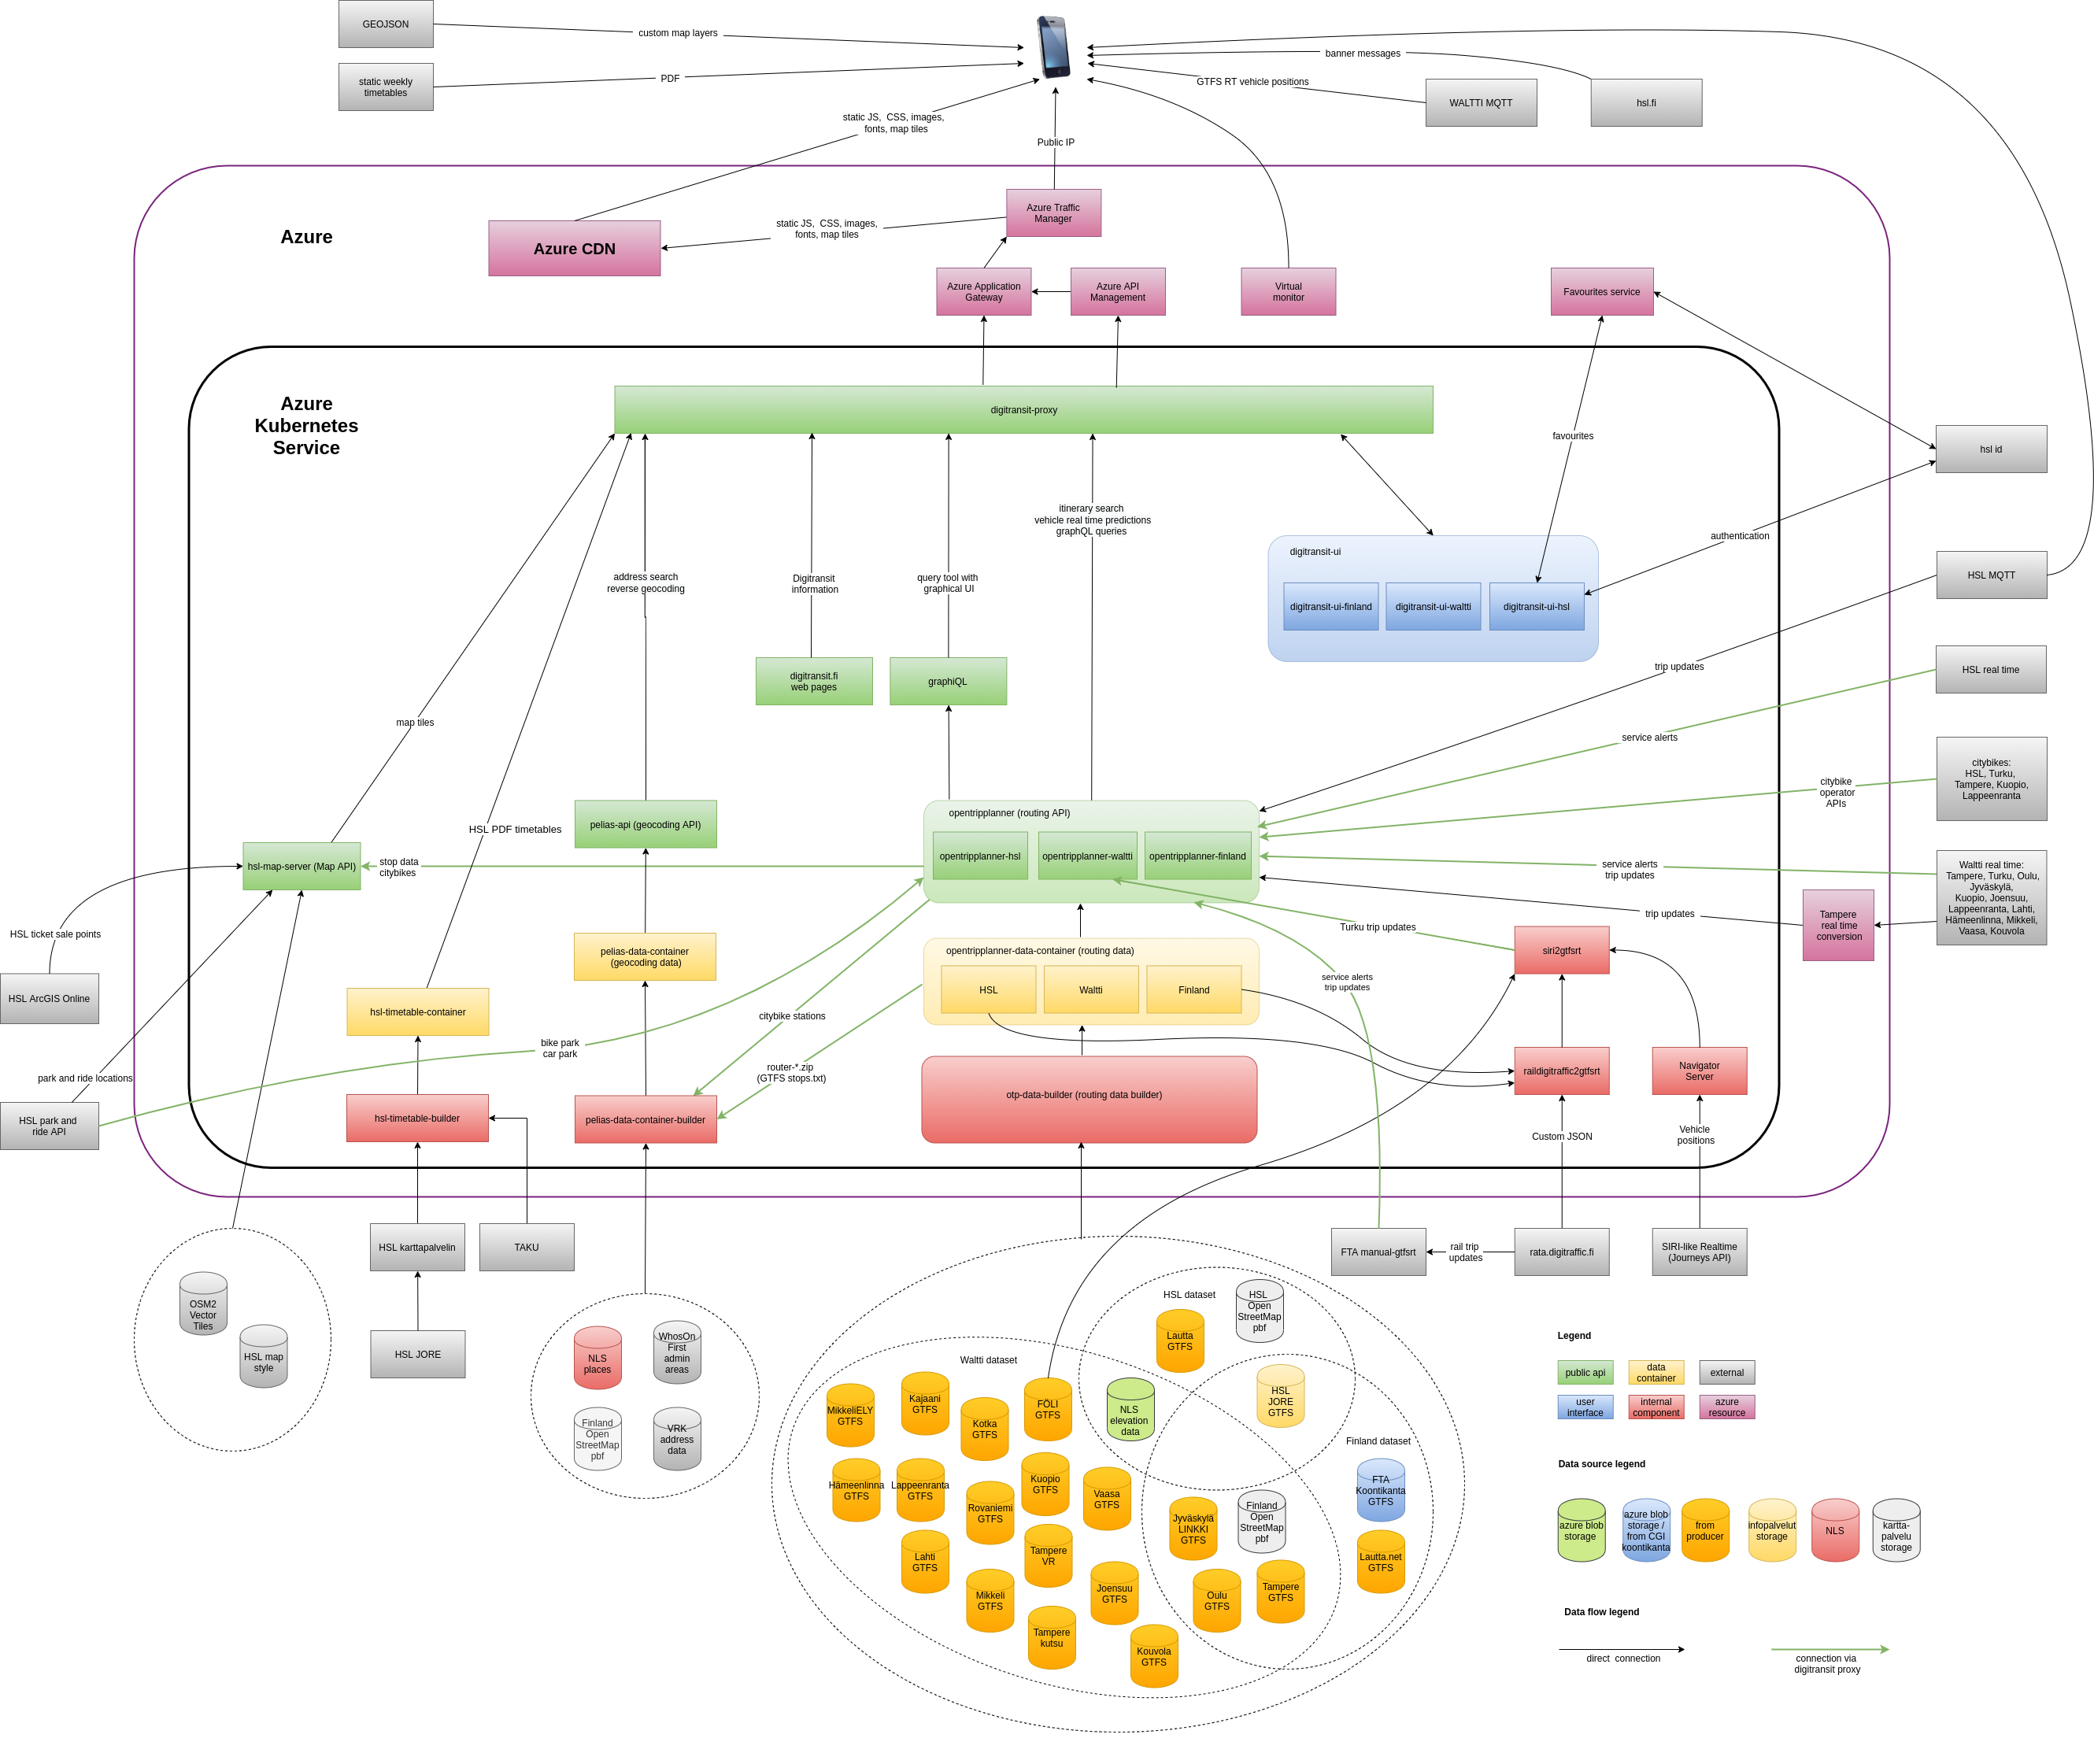 GEOJSON
custom map layers
static weekly
timetables
PDF
banner messages
GTFS RT vehicle positions
WALTTI MQTT
hsl.fi
static JS,  CSS, images,
fonts, map tiles
Public IP
Azure
Azure CDN
static JS,  CSS, images,
fonts, map tiles
Azure Traffic
Manager
Azure Application
Gateway
Azure API
Management
Virtual
monitor
Favourites service
Azure
Kubernetes
Service
digitransit-proxy
favourites
hsl id
itinerary search
vehicle real time predictions
graphQL queries
authentication
address search
reverse geocoding
Digitransit
information
query tool with
graphical UI
digitransit-ui
digitransit-ui-finland
digitransit-ui-waltti
digitransit-ui-hsl
HSL MQTT
trip updates
HSL real time
digitransit.fi
web pages
graphiQL
map tiles
service alerts
citybikes:
HSL, Turku,
Tampere, Kuopio,
Lappeenranta
citybike
operator
APIs
HSL PDF timetables
pelias-api (geocoding API)
opentripplanner (routing API)
opentripplanner-hsl
opentripplanner-waltti
opentripplanner-finland
hsl-map-server (Map API)
stop data
citybikes
service alerts
trip updates
Waltti real time:
Tampere, Turku, Oulu,
Jyväskylä,
Kuopio, Joensuu,
Lappeenranta, Lahti,
Hämeenlinna, Mikkeli,
Vaasa, Kouvola
trip updates
Tampere
real time
conversion
Turku trip updates
HSL ticket sale points
pelias-data-container
(geocoding data)
opentripplanner-data-container (routing data)
HSL
Waltti
Finland
siri2gtfsrt
service alerts
trip updates
HSL ArcGIS Online
hsl-timetable-container
citybike stations
bike park
car park
park and ride locations
router-*.zip
(GTFS stops.txt)
raildigitraffic2gtfsrt
Navigator
Server
HSL park and
ride API
hsl-timetable-builder
pelias-data-container-builder
otp-data-builder (routing data builder)
Custom JSON
Vehicle
positions
HSL karttapalvelin
TAKU
FTA manual-gtfsrt
rail trip
updates
rata.digitraffic.fi
SIRI-like Realtime
(Journeys API)
OSM2
Vector
Tiles
HSL map
style
HSL JORE
NLS
places
WhosOn
First
admin
areas
Finland
Open
StreetMap
pbf
VRK
address
data
HSL dataset
HSL
Open
StreetMap
pbf
Lautta
GTFS
Waltti dataset
MikkeliELY
GTFS
Kajaani
GTFS
Kotka
GTFS
FÖLI
GTFS
NLS
elevation
data
HSL
JORE
GTFS
Finland dataset
Hämeenlinna
GTFS
Lappeenranta
GTFS
Rovaniemi
GTFS
Kuopio
GTFS
Vaasa
GTFS
Jyväskylä
LINKKI
GTFS
Finland
Open
StreetMap
pbf
FTA
Koontikanta
GTFS
Lahti
GTFS
Tampere
VR
Lautta.net
GTFS
Mikkeli
GTFS
Joensuu
GTFS
Oulu
GTFS
Tampere
GTFS
Tampere
kutsu
Kouvola
GTFS
Legend
public api
data
container
external
user
interface
internal
component
azure
resource
Data source legend
azure blob
storage
azure blob
storage /
from CGI
koontikanta
from
producer
infopalvelut
storage
NLS
kartta-
palvelu
storage
Data flow legend
direct  connection
connection via
digitransit proxy